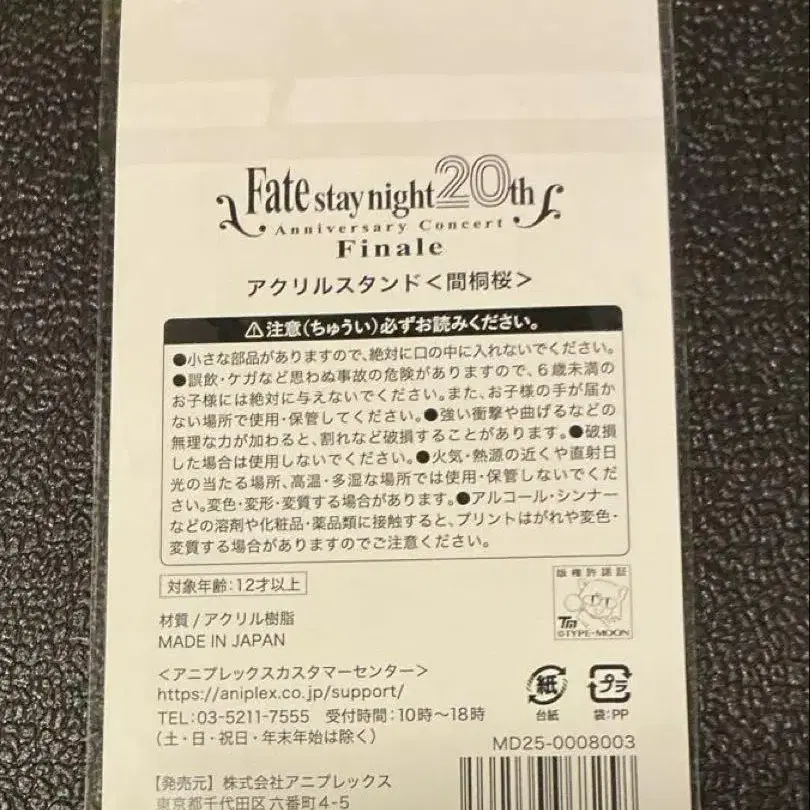 Fate stay night 20th
Anniversary Concert
Finale
アクリルスタンド＜間桐桜＞
⚠注意(ちゅうい)必ずお読みください。
●小さな部品がありますので、絶対に口の中に入れないでください。
●誤飲・ケガなど思わぬ事故の危険がありますので、6歳未満の
お子様には絶対に与えないでください。また、お子様の手が届か
ない場所で使用・保管してください。●強い衝撃や曲げるなどの
無理な力が加わると、割れなど破損することがあります。●破損
した場合は使用しないでください。●火気・熱源の近くや直射日
光の当たる場所、高温・多湿な場所では使用・保管しないでくだ
さい。変色・変形・変質する場合があります。●アルコール・シンナー
などの溶剤や化粧品・薬品類に接触すると、プリントはがれや変色・
変質する場合がありますのでご注意ください。
対象年齢:12才以上
版権許諾証
TM
©TYPE-MOON
材質/アクリル樹脂
MADE IN JAPAN
＜アニプレックスカスタマーセンター＞
https://aniplex.co.jp/support/
TEL:03-5211-7555 受付時間:10時～18時
(土・日・祝日・年末年始は除く)
紙
台紙
プラ
袋:PP
MD25-0008003
【発売元】株式会社アニプレックス
東京都千代田区六番町4-5